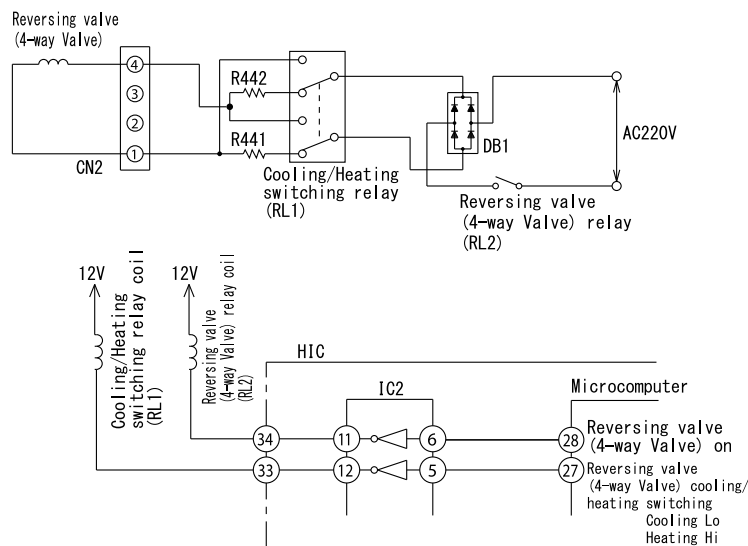 Reversing valve
(4-way Valve)
4
3
2
1
CN2
R442
R441
Cooling/Heating
switching relay
(RL1)
DB1
AC220V
Reversing valve
(4-way Valve) relay
(RL2)
12V
Cooling/Heating
switching relay coil
(RL1)
12V
Reversing valve
(4-way Valve) relay coil
(RL2)
HIC
IC2
Microcomputer
34
11
6
28
Reversing valve
(4-way Valve) on
33
12
5
27
Reversing valve
(4-way Valve) cooling/
heating switching
Cooling Lo
Heating Hi